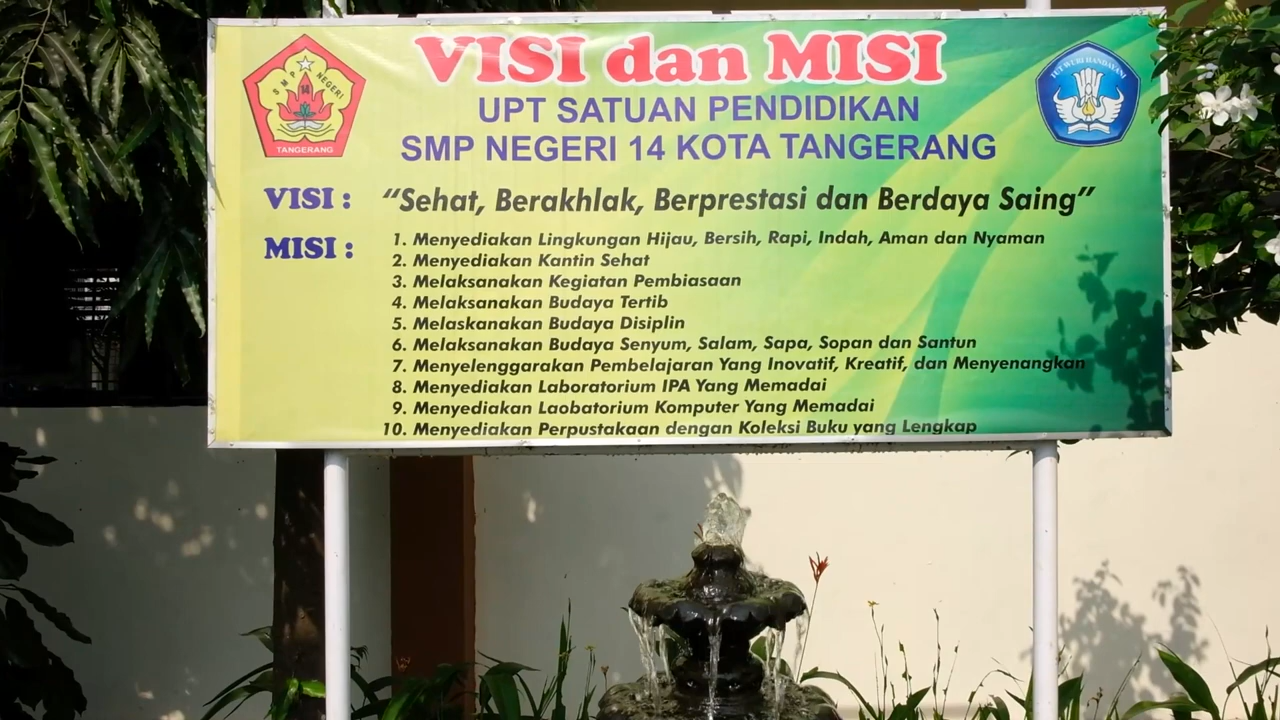 VISI dan MISI
UPT SATUAN PENDIDIKAN
SMP NEGERI 14 KOTA TANGERANG
SMP NEGERI
14
TANGERANG
TUT WURI HANDAYANI
VISI : "Sehat, Berakhlak, Berprestasi dan Berdaya Saing"
MISI : 1. Menyediakan Lingkungan Hijau, Bersih, Rapi, Indah, Aman dan Nyaman
2. Menyediakan Kantin Sehat
3. Melaksanakan Kegiatan Pembiasaan
4. Melaksanakan Budaya Tertib
5. Melaskanakan Budaya Disiplin
6. Melaksanakan Budaya Senyum, Salam, Sapa, Sopan dan Santun
7. Menyelenggarakan Pembelajaran Yang Inovatif, Kreatif, dan Menyenangkan
8. Menyediakan Laboratorium IPA Yang Memadai
9. Menyediakan Laobatorium Komputer Yang Memadai
10. Menyediakan Perpustakaan dengan Koleksi Buku yang Lengkap